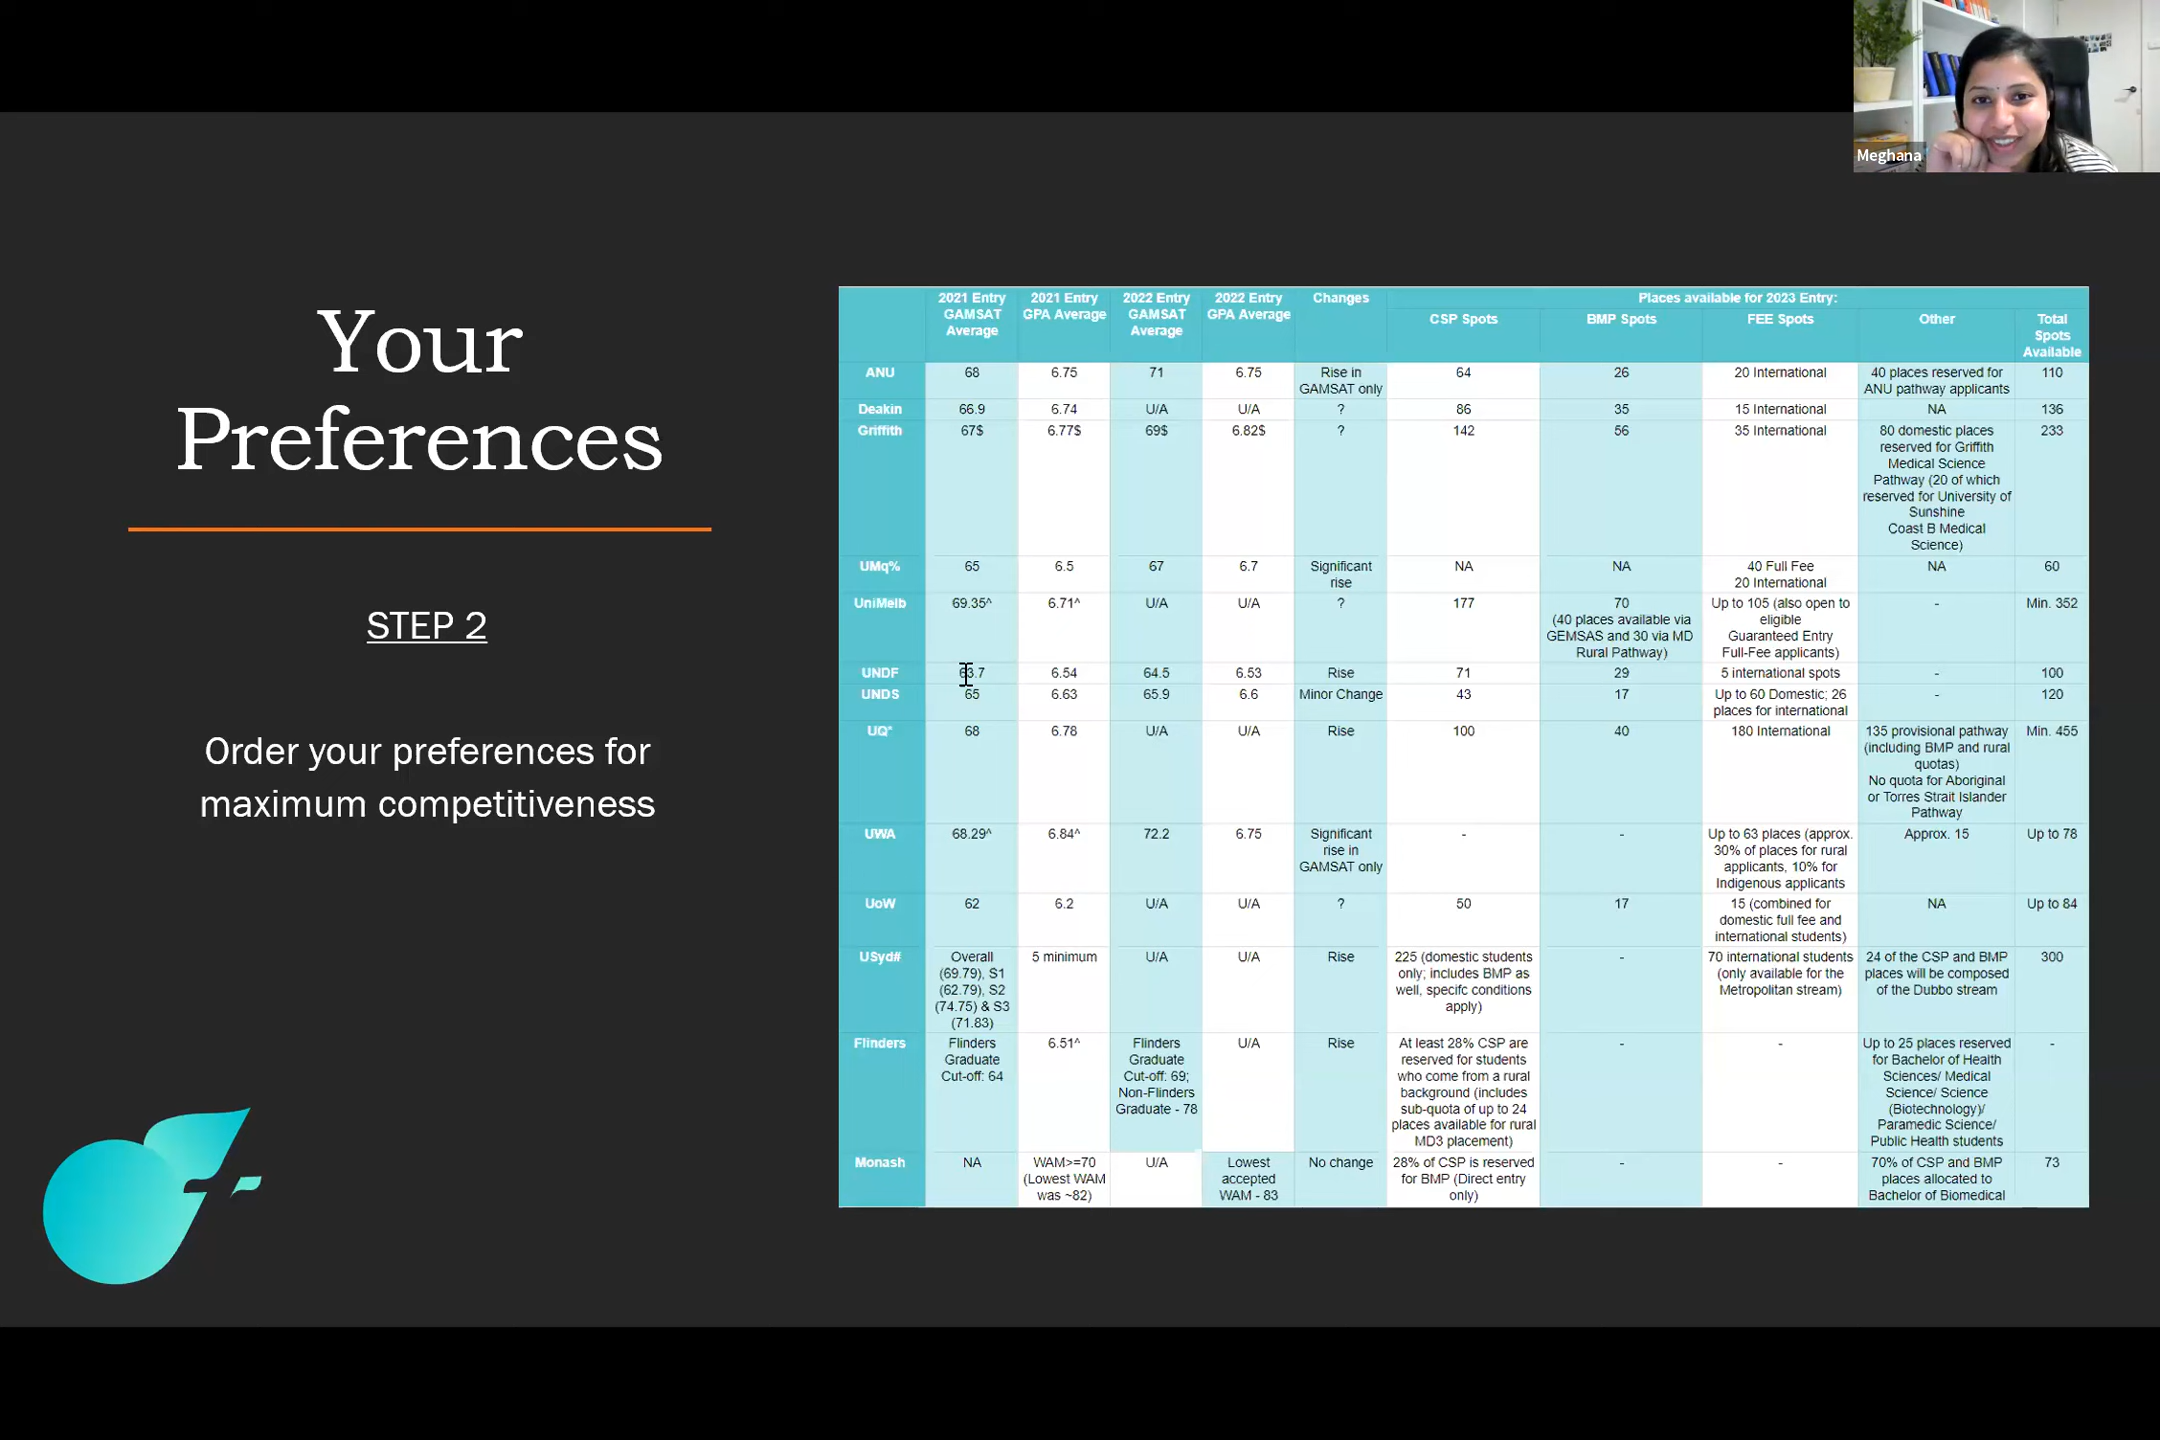 Meghana
Your
Preferences
STEP 2
Order your preferences for
maximum competitiveness
2021 Entry GAMSAT Average | 2021 Entry GPA Average | 2022 Entry GAMSAT Average | 2022 Entry GPA Average | Changes | Places available for 2023 Entry:
CSP Spots | BMP Spots | FEE Spots | Other | Total Spots Available
ANU | 68 | 6.75 | 71 | 6.75 | Rise in GAMSAT only | 64 | 26 | 20 International | 40 places reserved for ANU pathway applicants | 110
Deakin | 66.9 | 6.74 | U/A | U/A | ? | 86 | 35 | 15 International | NA | 136
Griffith | 67$ | 6.77$ | 69$ | 6.82$ | ? | 142 | 56 | 35 International | 80 domestic places reserved for Griffith Medical Science Pathway (20 of which reserved for University of Sunshine Coast B Medical Science) | 233
UMq% | 65 | 6.5 | 67 | 6.7 | Significant rise | NA | NA | 40 Full Fee 20 International | NA | 60
UniMelb | 69.35^ | 6.71^ | U/A | U/A | ? | 177 | 70 (40 places available via GEMSAS and 30 via MD Rural Pathway) | Up to 105 (also open to eligible Guaranteed Entry Full-Fee applicants) | - | Min. 352
UNDF | 63.7 | 6.54 | 64.5 | 6.53 | Rise | 71 | 29 | 5 international spots | - | 100
UNDS | 65 | 6.63 | 65.9 | 6.6 | Minor Change | 43 | 17 | Up to 60 Domestic; 26 places for international | - | 120
UQ* | 68 | 6.78 | U/A | U/A | Rise | 100 | 40 | 180 International | 135 provisional pathway (including BMP and rural quotas) No quota for Aboriginal or Torres Strait Islander Pathway | Min. 455
UWA | 68.29^ | 6.84^ | 72.2 | 6.75 | Significant rise in GAMSAT only | - | - | Up to 63 places (approx. 30% of places for rural applicants, 10% for Indigenous applicants | Approx. 15 | Up to 78
UoW | 62 | 6.2 | U/A | U/A | ? | 50 | 17 | 15 (combined for domestic full fee and international students) | NA | Up to 84
USyd# | Overall (69.79), S1 (62.79), S2 (74.75) & S3 (71.83) | 5 minimum | U/A | U/A | Rise | 225 (domestic students only; includes BMP as well, specifc conditions apply) | - | 70 international students (only available for the Metropolitan stream) | 24 of the CSP and BMP places will be composed of the Dubbo stream | 300
Flinders | Flinders Graduate Cut-off: 64 | 6.51^ | Flinders Graduate Cut-off: 69; Non-Flinders Graduate - 78 | U/A | Rise | At least 28% CSP are reserved for students who come from a rural background (includes sub-quota of up to 24 places available for rural MD3 placement) | - | - | Up to 25 places reserved for Bachelor of Health Sciences/ Medical Science/ Science (Biotechnology)/ Paramedic Science/ Public Health students | -
Monash | NA | WAM>=70 (Lowest WAM was ~82) | U/A | Lowest accepted WAM - 83 | No change | 28% of CSP is reserved for BMP (Direct entry only) | - | - | 70% of CSP and BMP places allocated to Bachelor of Biomedical | 73